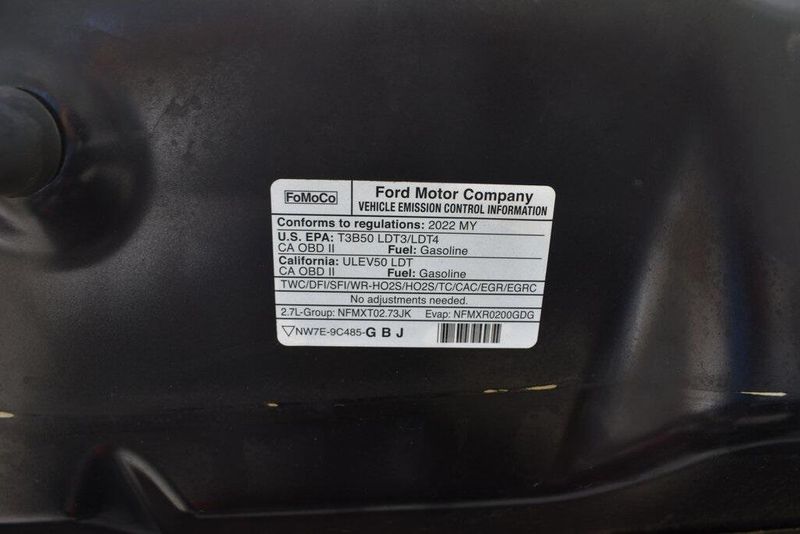 FoMoCo
Ford Motor Company
VEHICLE EMISSION CONTROL INFORMATION
Conforms to regulations: 2022 MY
U.S. EPA: T3B50 LDT3/LDT4
CA OBD II Fuel: Gasoline
California: ULEV50 LDT
CA OBD II Fuel: Gasoline
TWC/DFI/SFI/WR-HO2S/HO2S/TC/CAC/EGR/EGRC
No adjustments needed.
2.7L-Group: NFMXT02.73JK Evap: NFMXR0200GDG
NW7E-9C485-G B J